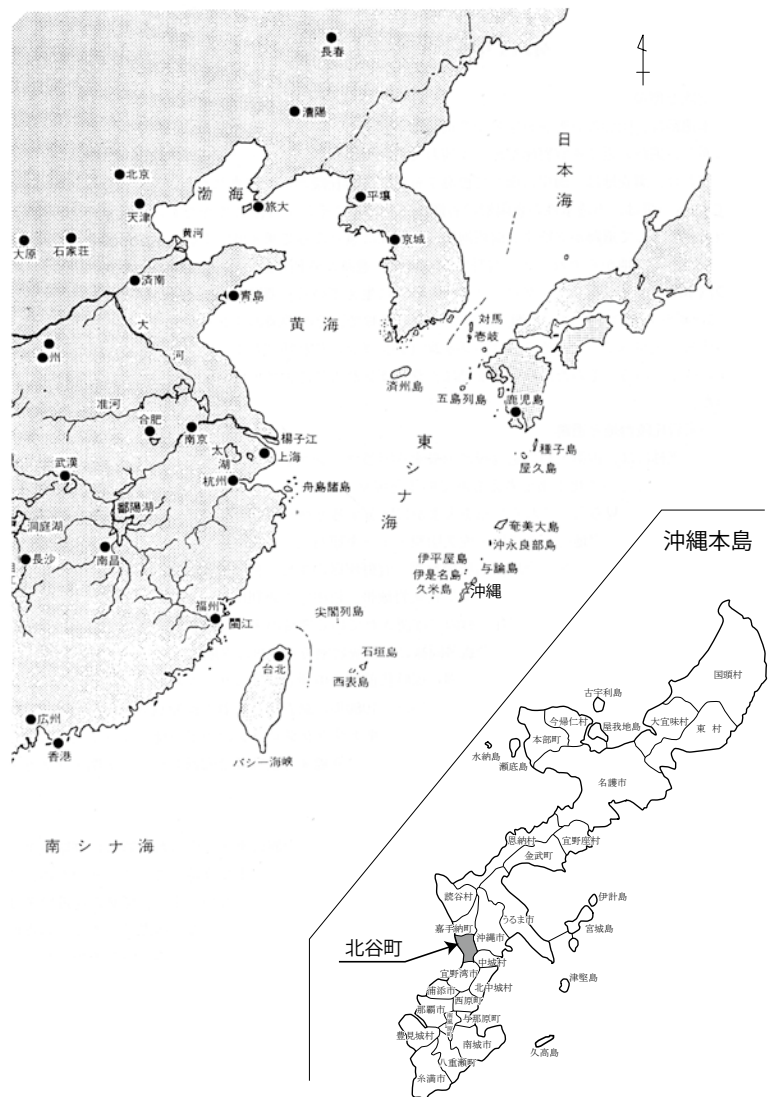 長春
瀋陽
日本海
北京
渤海
旅大
平壌
天津
黄河
京城
大原
石家荘
済南
青島
黄海
大
河
対馬
壱岐
州
済州島
五島列島
鹿児島
淮河
合肥
南京
揚子江
太湖
上海
東シナ海
種子島
屋久島
武漢
杭州
舟島諸島
鄱陽湖
洞庭湖
奄美大島
沖永良部島
長沙
南昌
伊平屋島
与論島
伊是名島
久米島
沖縄
福州
閩江
尖閣列島
台北
石垣島
西表島
広州
香港
バシー海峡
南シナ海
沖縄本島
国頭村
古宇利島
今帰仁村
屋我地島
大宜味村
東村
本部町
水納島
瀬底島
名護市
恩納村
宜野座村
金武町
読谷村
伊計島
うるま市
嘉手納町
宮城島
沖縄市
北谷町
中城村
宜野湾市
津堅島
浦添市
北中城村
西原町
那覇市
与那原町
南風原町
豊見城村
南城市
久高島
八重瀬町
糸満市